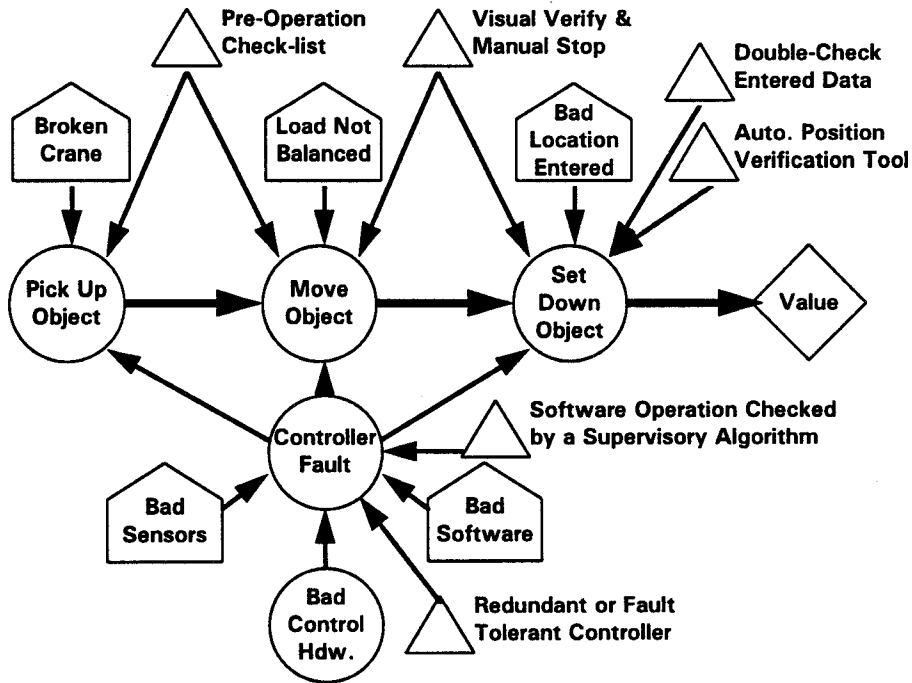 Pre-Operation
Check-list
Visual Verify &
Manual Stop
Double-Check
Entered Data
Auto. Position
Verification Tool
Broken
Crane
Load Not
Balanced
Bad
Location
Entered
Pick Up
Object
Move
Object
Set
Down
Object
Value
Controller
Fault
Software Operation Checked
by a Supervisory Algorithm
Bad
Sensors
Bad
Software
Bad
Control
Hdw.
Redundant or Fault
Tolerant Controller